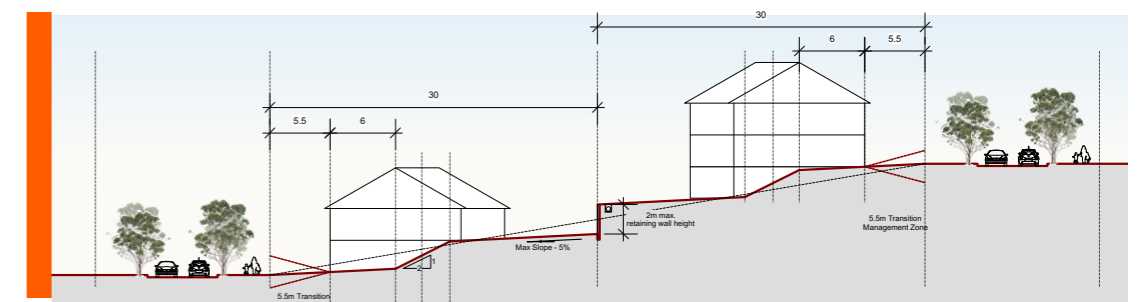 30
6
5.5
30
5.5
6
2m max.
retaining wall height
Max Slope - 5%
5.5m Transition
Management Zone
1
2
5.5m Transition